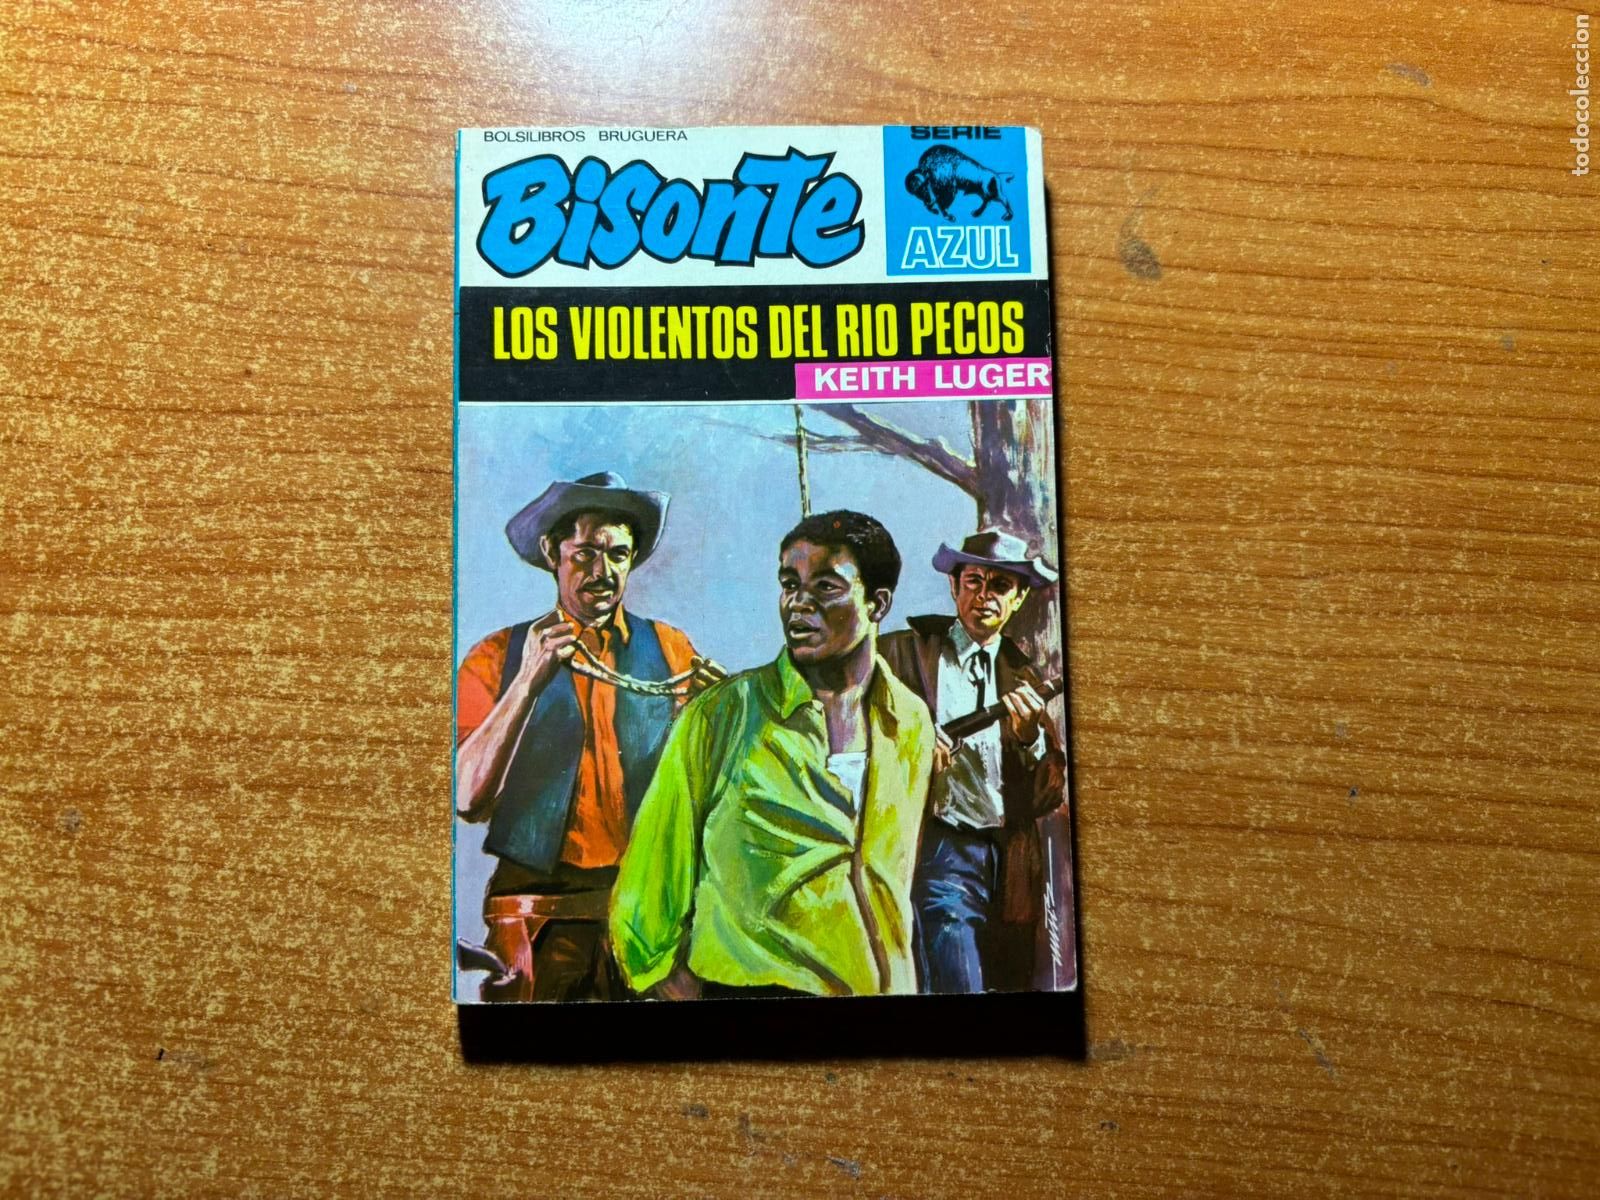 BOLSILIBROS BRUGUERA
Bisonte
SERIE
AZUL
LOS VIOLENTOS DEL RIO PECOS
KEITH LUGER
todocoleccion